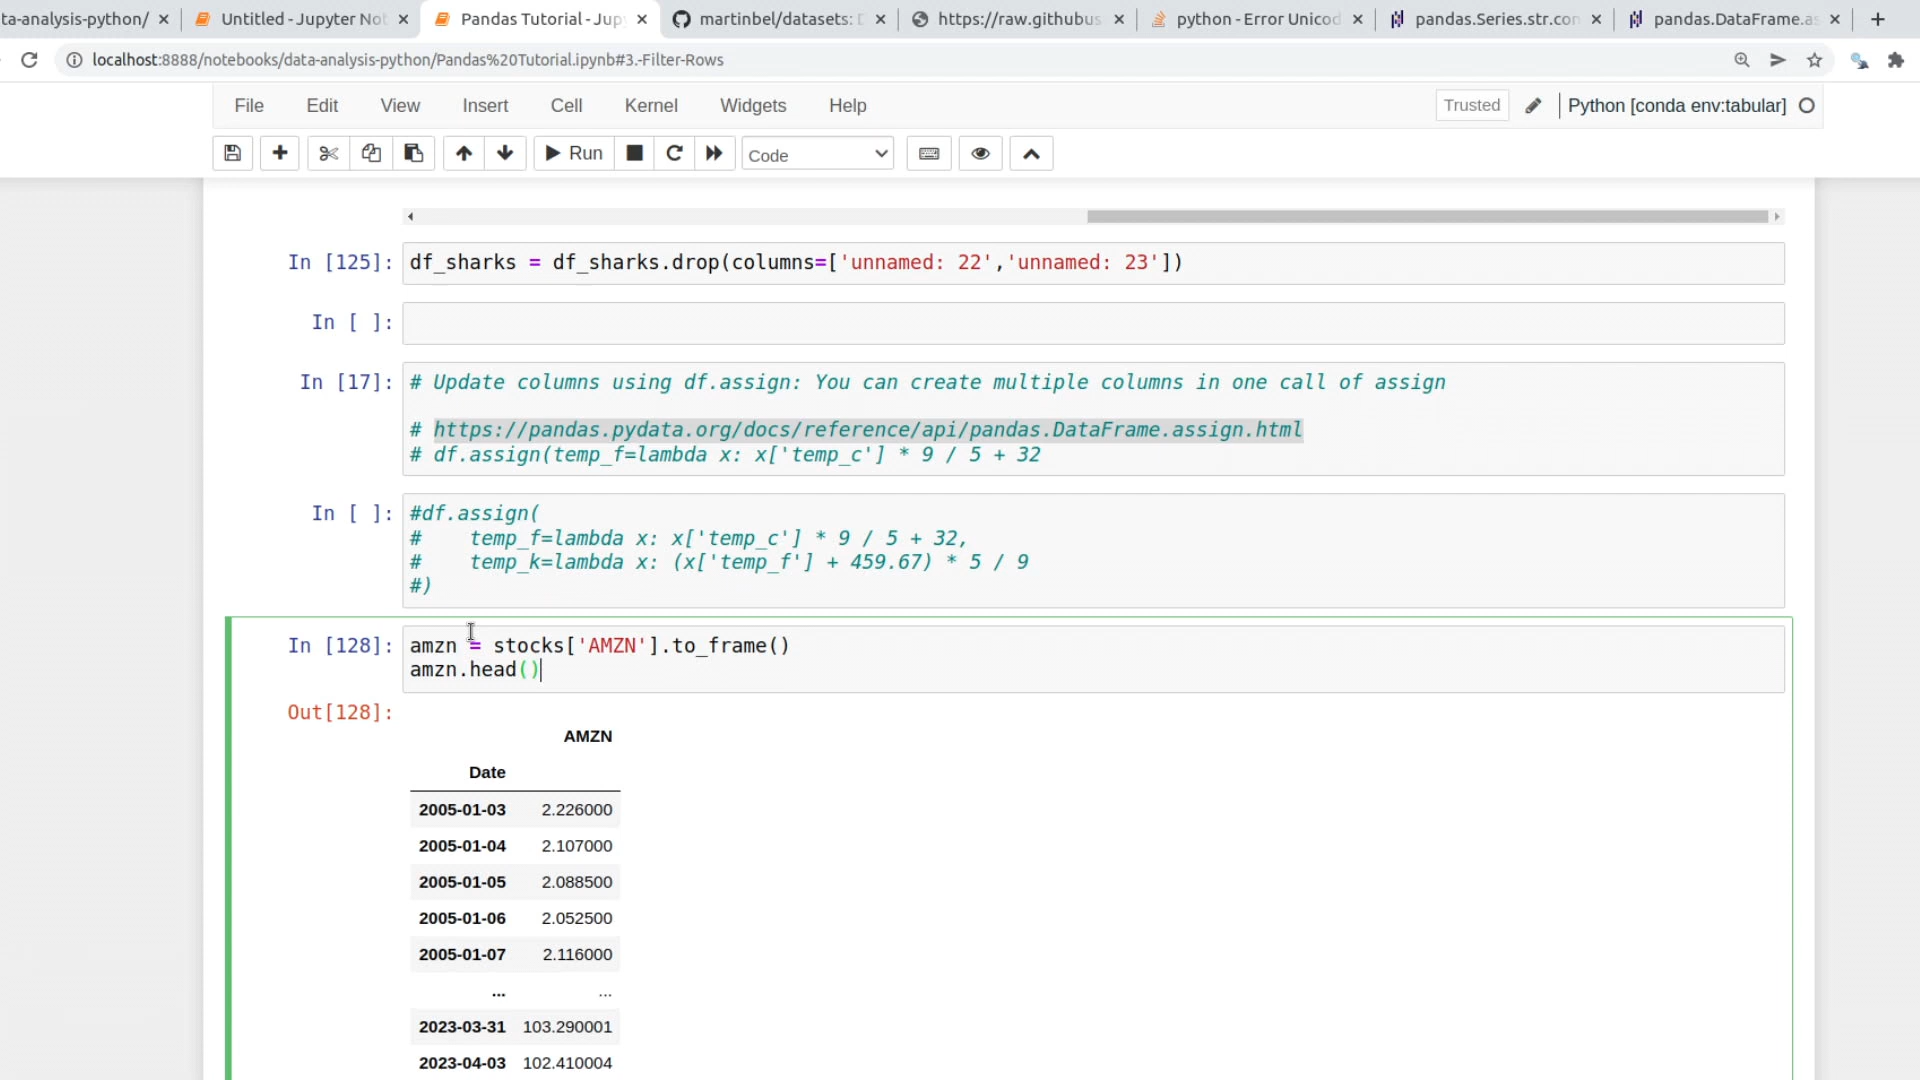 ta-analysis-python/
Untitled - Jupyter Not
Pandas Tutorial - Jup
martinbel/datasets: D
https://raw.githubus
python - Error Unicod
pandas.Series.str.con
pandas.DataFrame.as
localhost:8888/notebooks/data-analysis-python/Pandas%20Tutorial.ipynb#3.-Filter-Rows
File Edit View Insert Cell Kernel Widgets Help
Trusted
Python [conda env:tabular]
Run
Code
In [125]: df_sharks = df_sharks.drop(columns=['unnamed: 22','unnamed: 23'])
In [ ]:
In [17]: # Update columns using df.assign: You can create multiple columns in one call of assign
# https://pandas.pydata.org/docs/reference/api/pandas.DataFrame.assign.html
# df.assign(temp_f=lambda x: x['temp_c'] * 9 / 5 + 32
In [ ]: #df.assign(
#    temp_f=lambda x: x['temp_c'] * 9 / 5 + 32,
#    temp_k=lambda x: (x['temp_f'] + 459.67) * 5 / 9
#)
In [128]: amzn = stocks['AMZN'].to_frame()
amzn.head()
Out[128]:
AMZN
Date
2005-01-03 2.226000
2005-01-04 2.107000
2005-01-05 2.088500
2005-01-06 2.052500
2005-01-07 2.116000
... ...
2023-03-31 103.290001
2023-04-03 102.410004